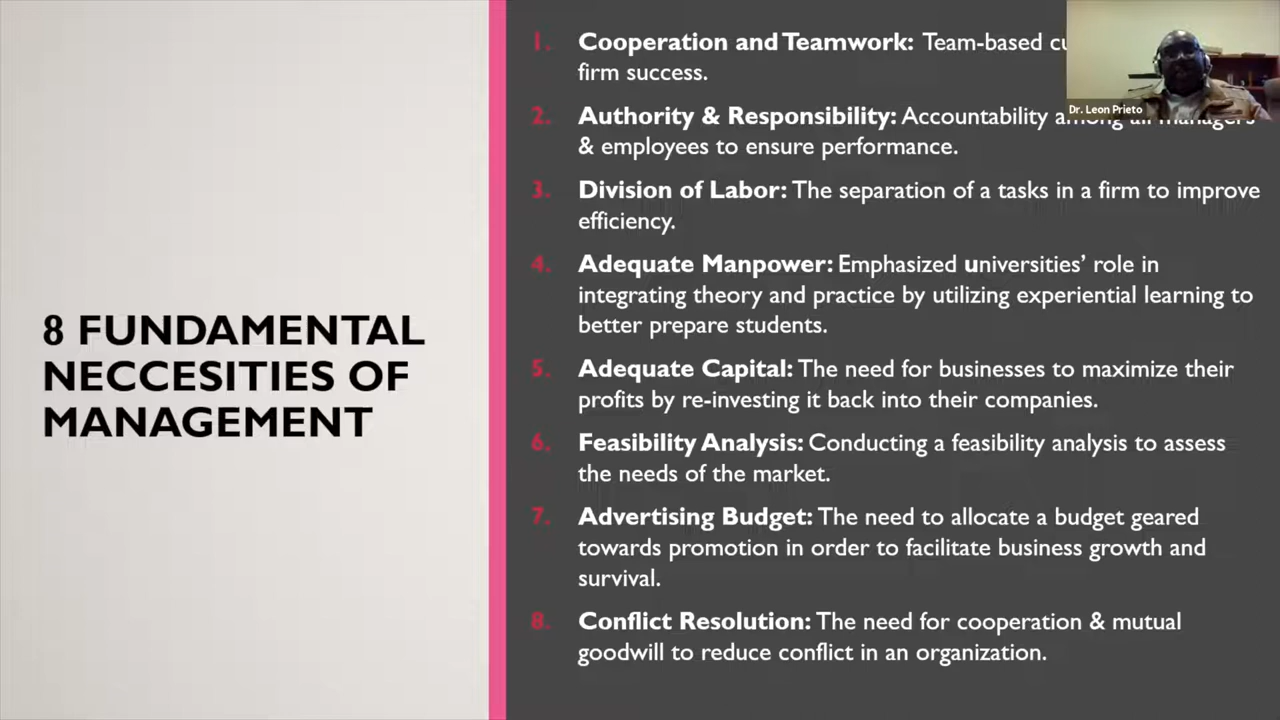 8 FUNDAMENTAL
NECCESITIES OF
MANAGEMENT
1. Cooperation and Teamwork: Team-based
firm success.
2. Authority & Responsibility: Accountability among all managers
& employees to ensure performance.
3. Division of Labor: The separation of a tasks in a firm to improve
efficiency.
4. Adequate Manpower: Emphasized universities’ role in
integrating theory and practice by utilizing experiential learning to
better prepare students.
5. Adequate Capital: The need for businesses to maximize their
profits by re-investing it back into their companies.
6. Feasibility Analysis: Conducting a feasibility analysis to assess
the needs of the market.
7. Advertising Budget: The need to allocate a budget geared
towards promotion in order to facilitate business growth and
survival.
8. Conflict Resolution: The need for cooperation & mutual
goodwill to reduce conflict in an organization.
Dr. Leon Prieto